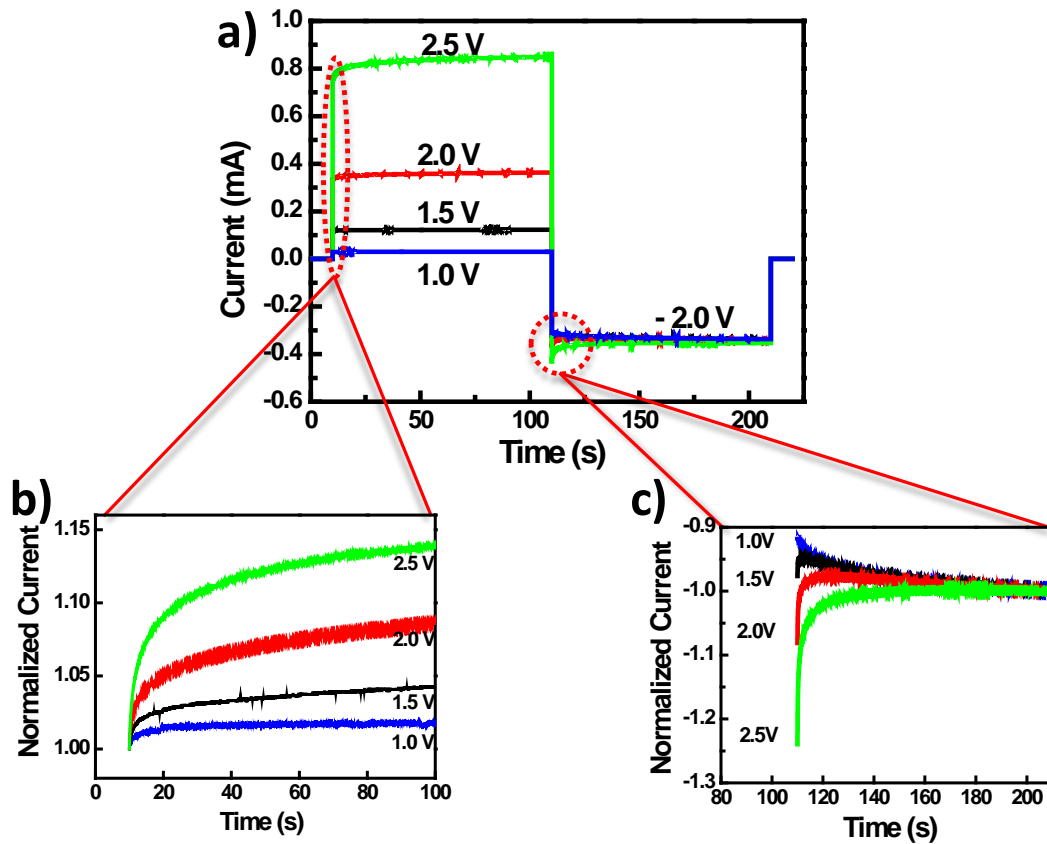 a)
Current (mA)
1.0
0.8
0.6
0.4
0.2
0.0
-0.2
-0.4
-0.6
2.5 V
2.0 V
1.5 V
1.0 V
- 2.0 V
0 50 100 150 200
Time (s)
b)
Normalized Current
1.15
1.10
1.05
1.00
2.5V
2.0 V
1.5 V
1.0 V
0 20 40 60 80 100
Time (s)
c)
Normalized Current
-0.9
-1.0
-1.1
-1.2
-1.3
1.0V
1.5V
2.0V
2.5V
80 100 120 140 160 180 200
Time (s)